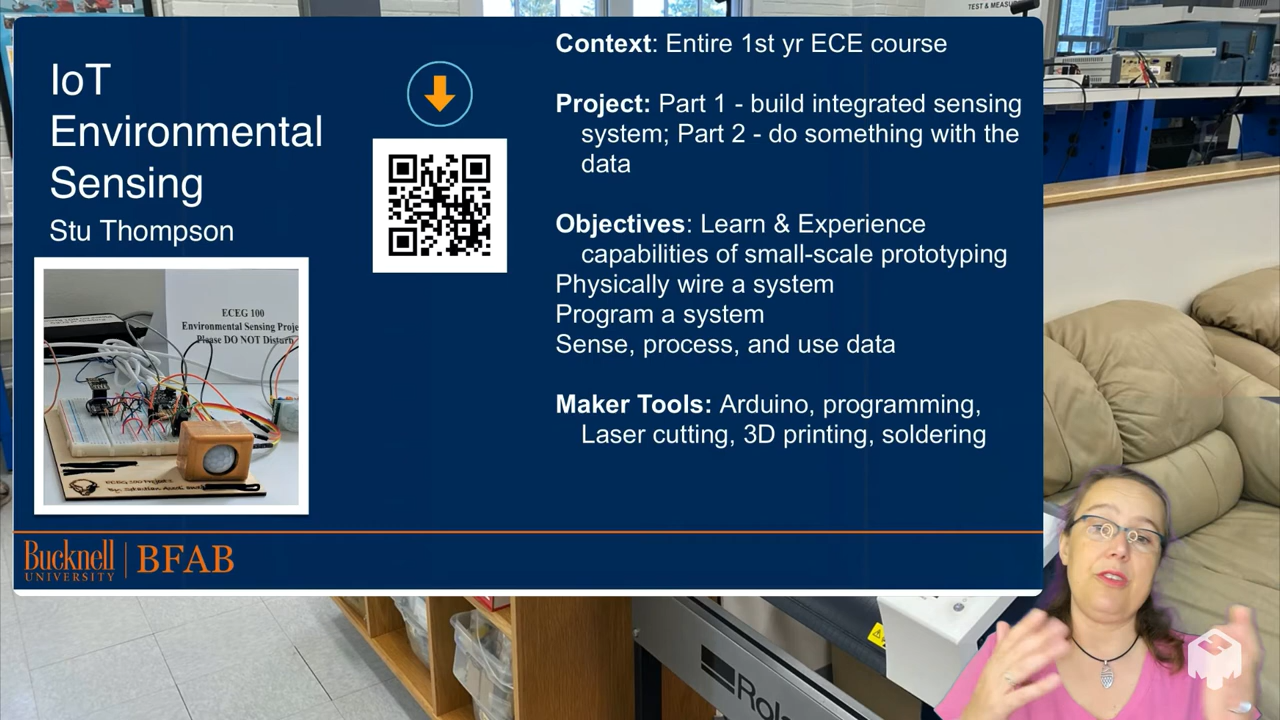 TEST & MEASU
IoT
Environmental
Sensing
Stu Thompson
Context: Entire 1st yr ECE course
Project: Part 1 - build integrated sensing
system; Part 2 - do something with the
data
Objectives: Learn & Experience
capabilities of small-scale prototyping
Physically wire a system
Program a system
Sense, process, and use data
Maker Tools: Arduino, programming,
Laser cutting, 3D printing, soldering
ECEG 100
Environmental Sensing Proje
Please DO NOT Disturb
Bucknell
UNIVERSITY
BFAB
Rol